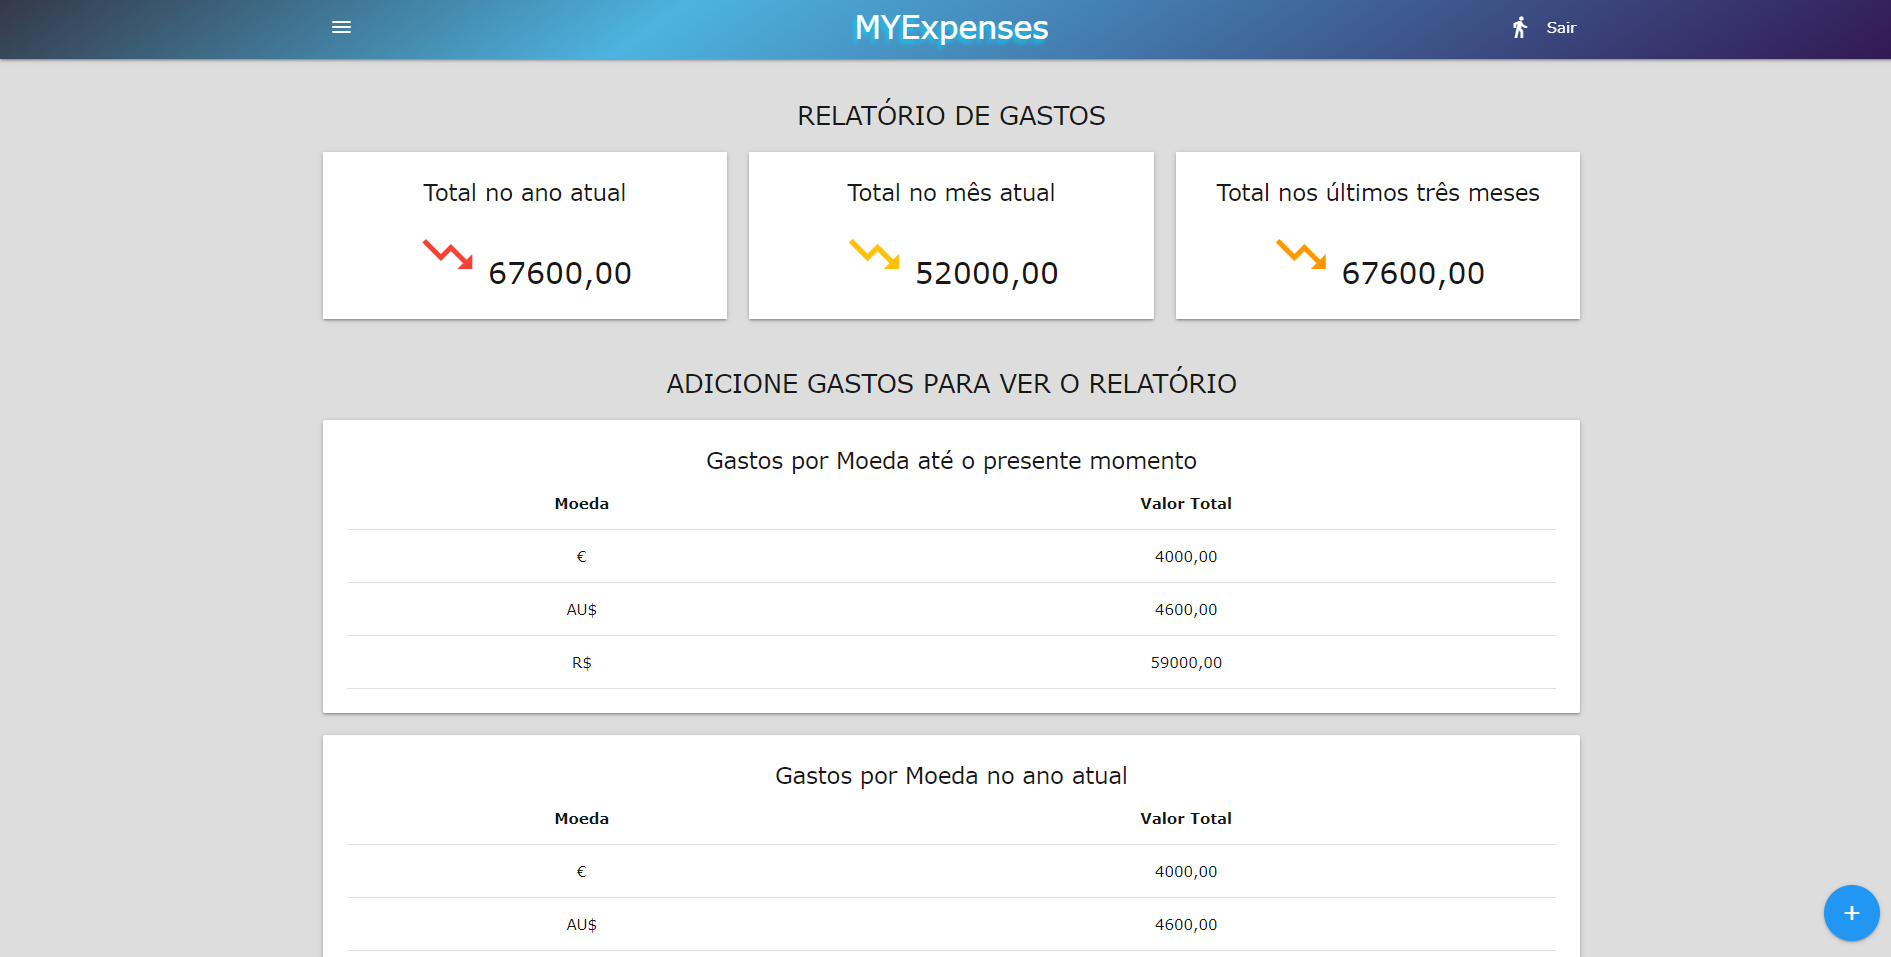 MYExpenses
Sair
RELATÓRIO DE GASTOS
Total no ano atual
67600,00
Total no mês atual
52000,00
Total nos últimos três meses
67600,00
ADICIONE GASTOS PARA VER O RELATÓRIO
Gastos por Moeda até o presente momento
Moeda Valor Total
€ 4000,00
AU$ 4600,00
R$ 59000,00
Gastos por Moeda no ano atual
Moeda Valor Total
€ 4000,00
AU$ 4600,00
+